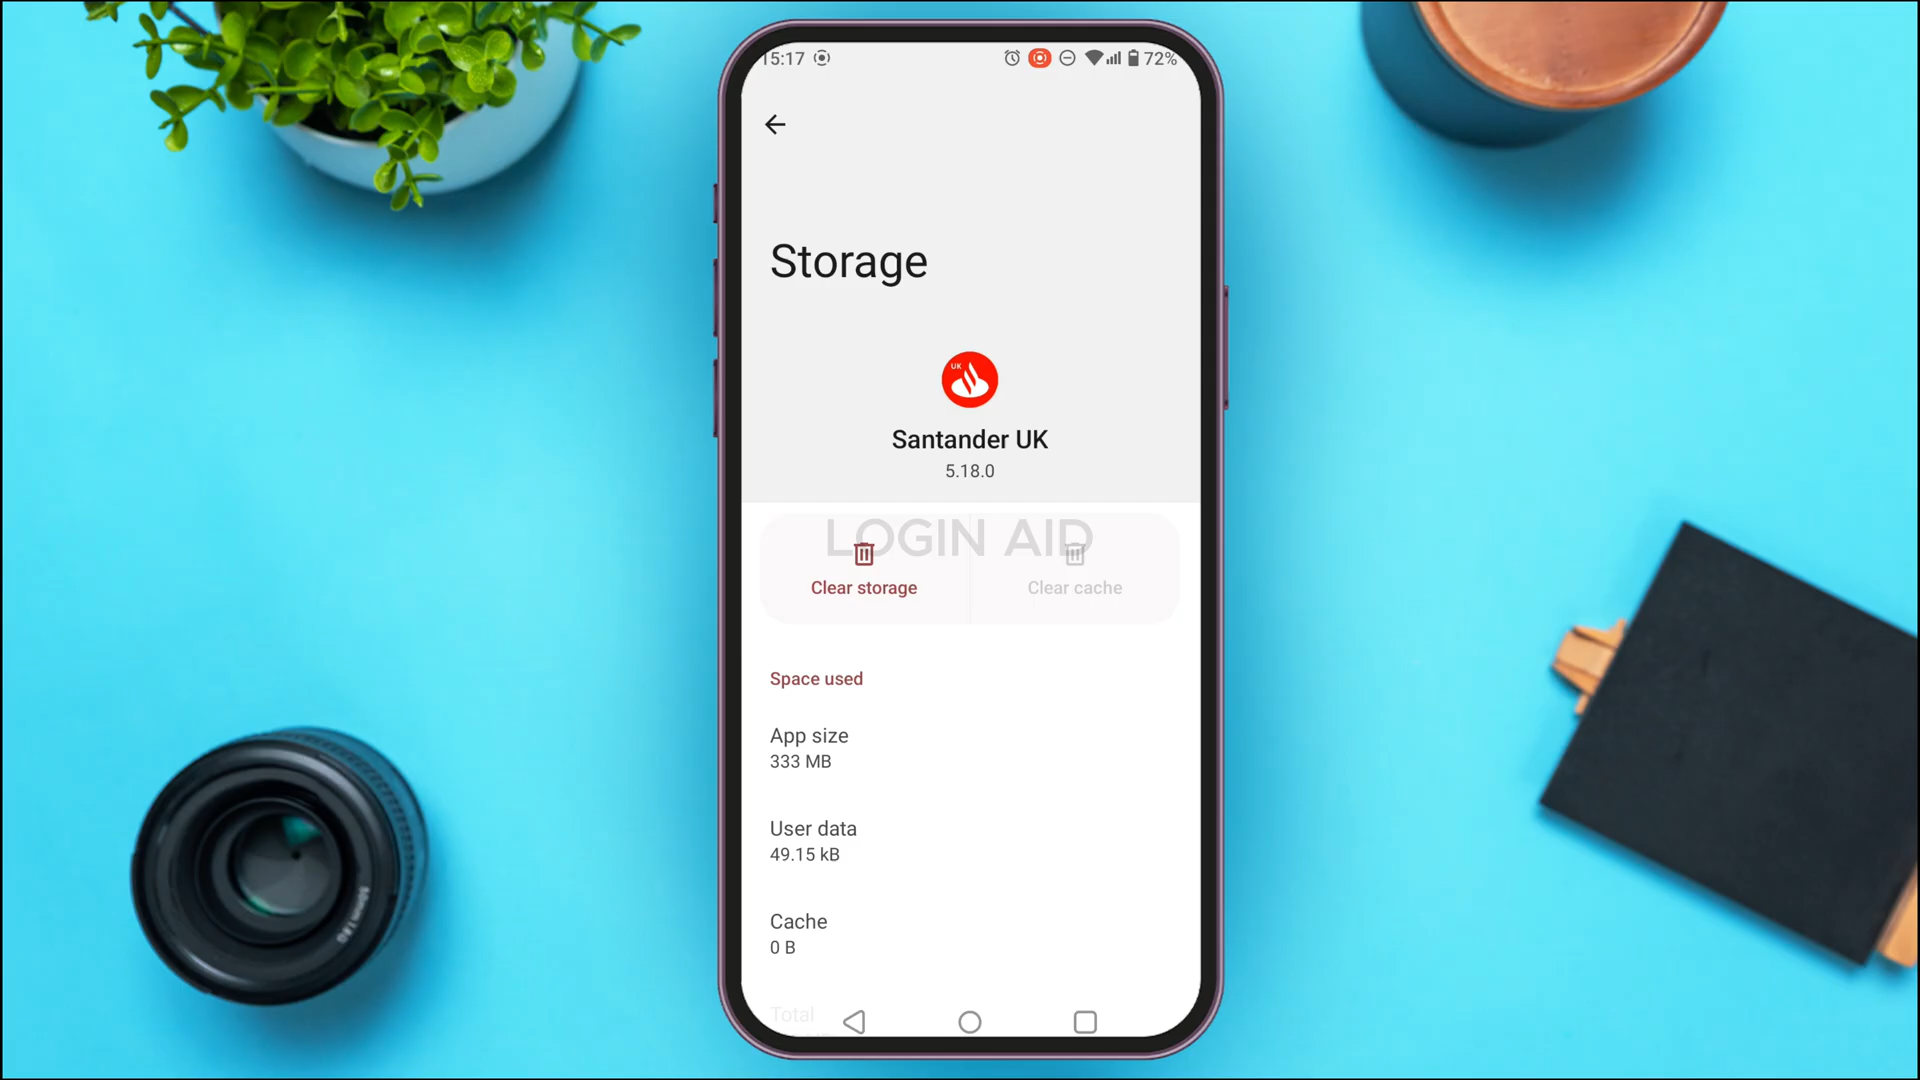 15:17
72%
Storage
UK
Santander UK
5.18.0
LOGIN AID
Clear storage
Clear cache
Space used
App size
333 MB
User data
49.15 kB
Cache
0 B
Total